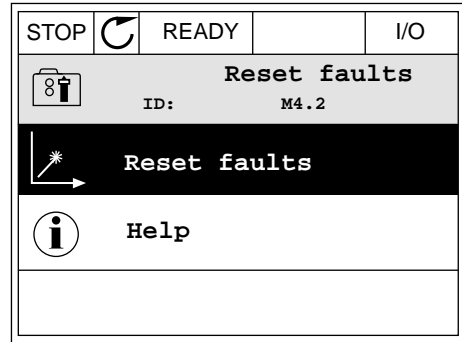 STOP READY I/O
Reset faults
ID: M4.2
Reset faults
Help